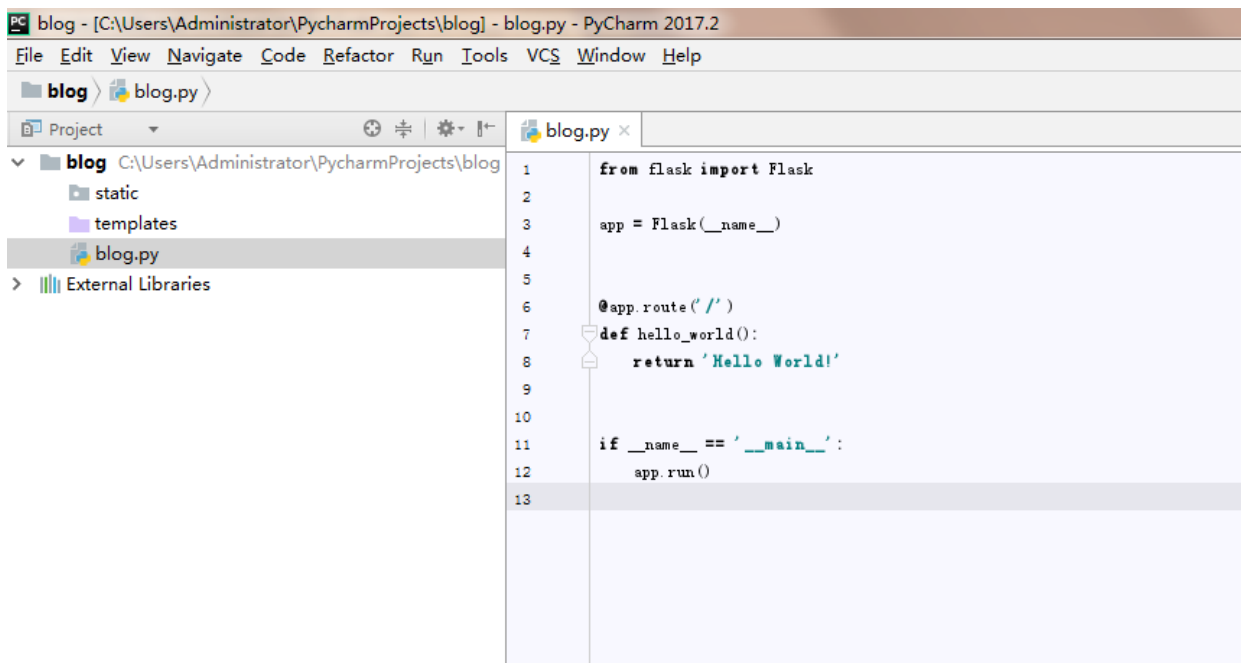 blog - [C:\Users\Administrator\PycharmProjects\blog] - blog.py - PyCharm 2017.2
File Edit View Navigate Code Refactor Run Tools VCS Window Help
blog blog.py
Project
blog.py
blog C:\Users\Administrator\PycharmProjects\blog
static
templates
blog.py
External Libraries
1 from flask import Flask
2
3 app = Flask(__name__)
4
5
6 @app.route('/')
7 def hello_world():
8 return 'Hello World!'
9
10
11 if __name__ == '__main__':
12 app.run()
13